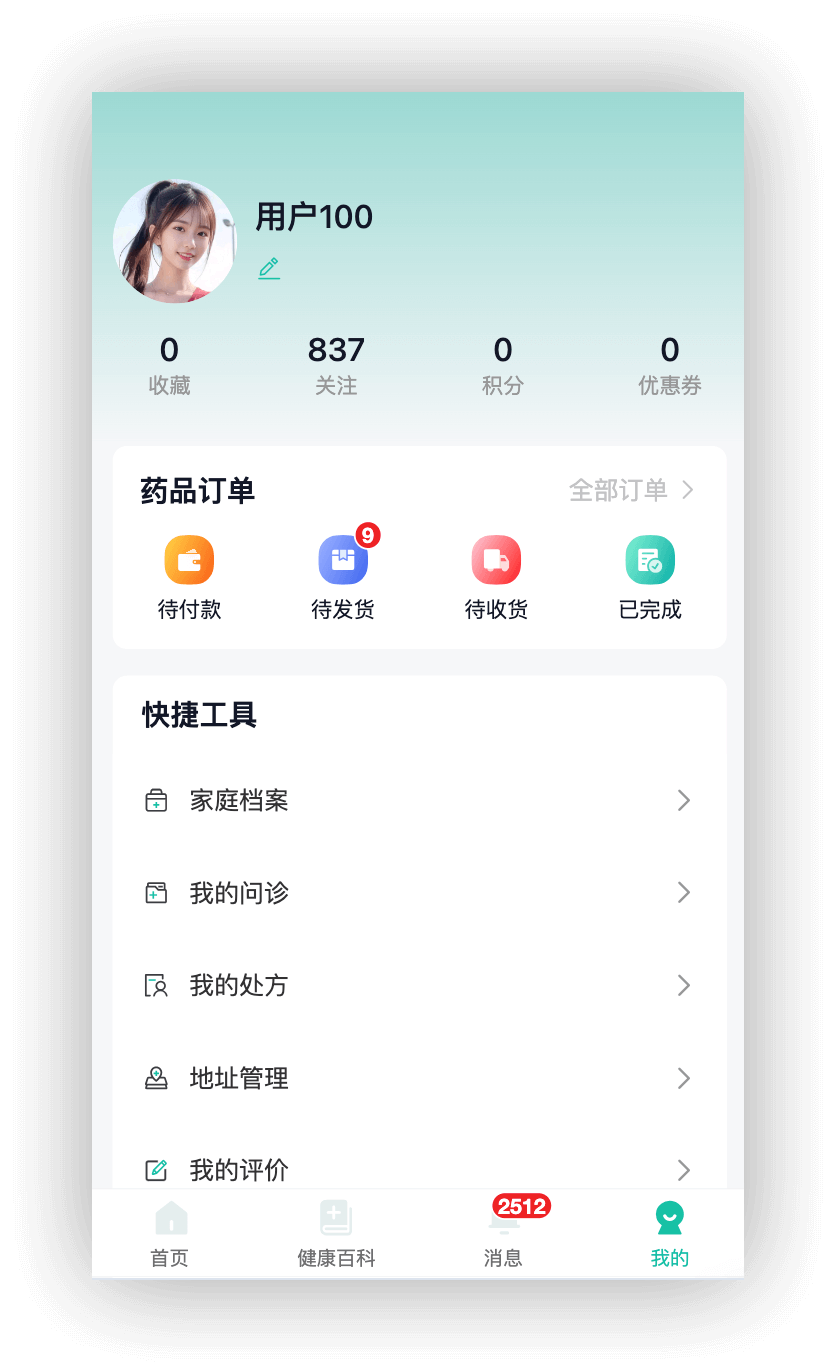 用户100
0 837 0 0
收藏 关注 积分 优惠券
药品订单 全部订单
9
待付款 待发货 待收货 已完成
快捷工具
家庭档案
我的问诊
我的处方
地址管理
我的评价
2512
首页 健康百科 消息 我的